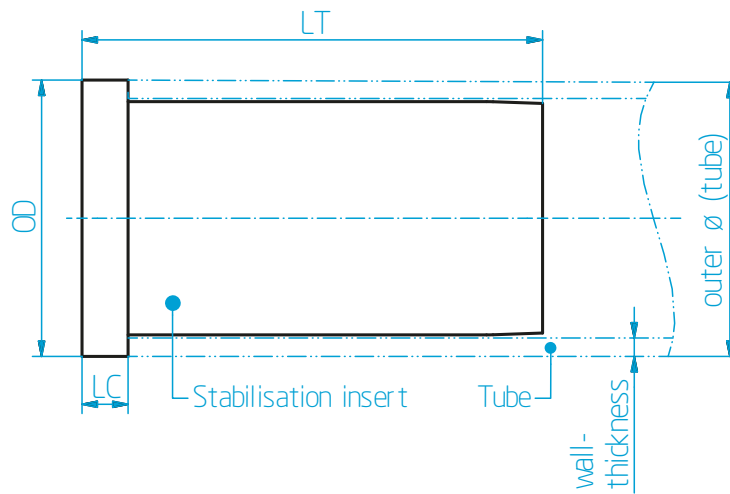 LT
OD
outer ø (tube)
LC
Stabilisation insert
Tube
wall-
thickness